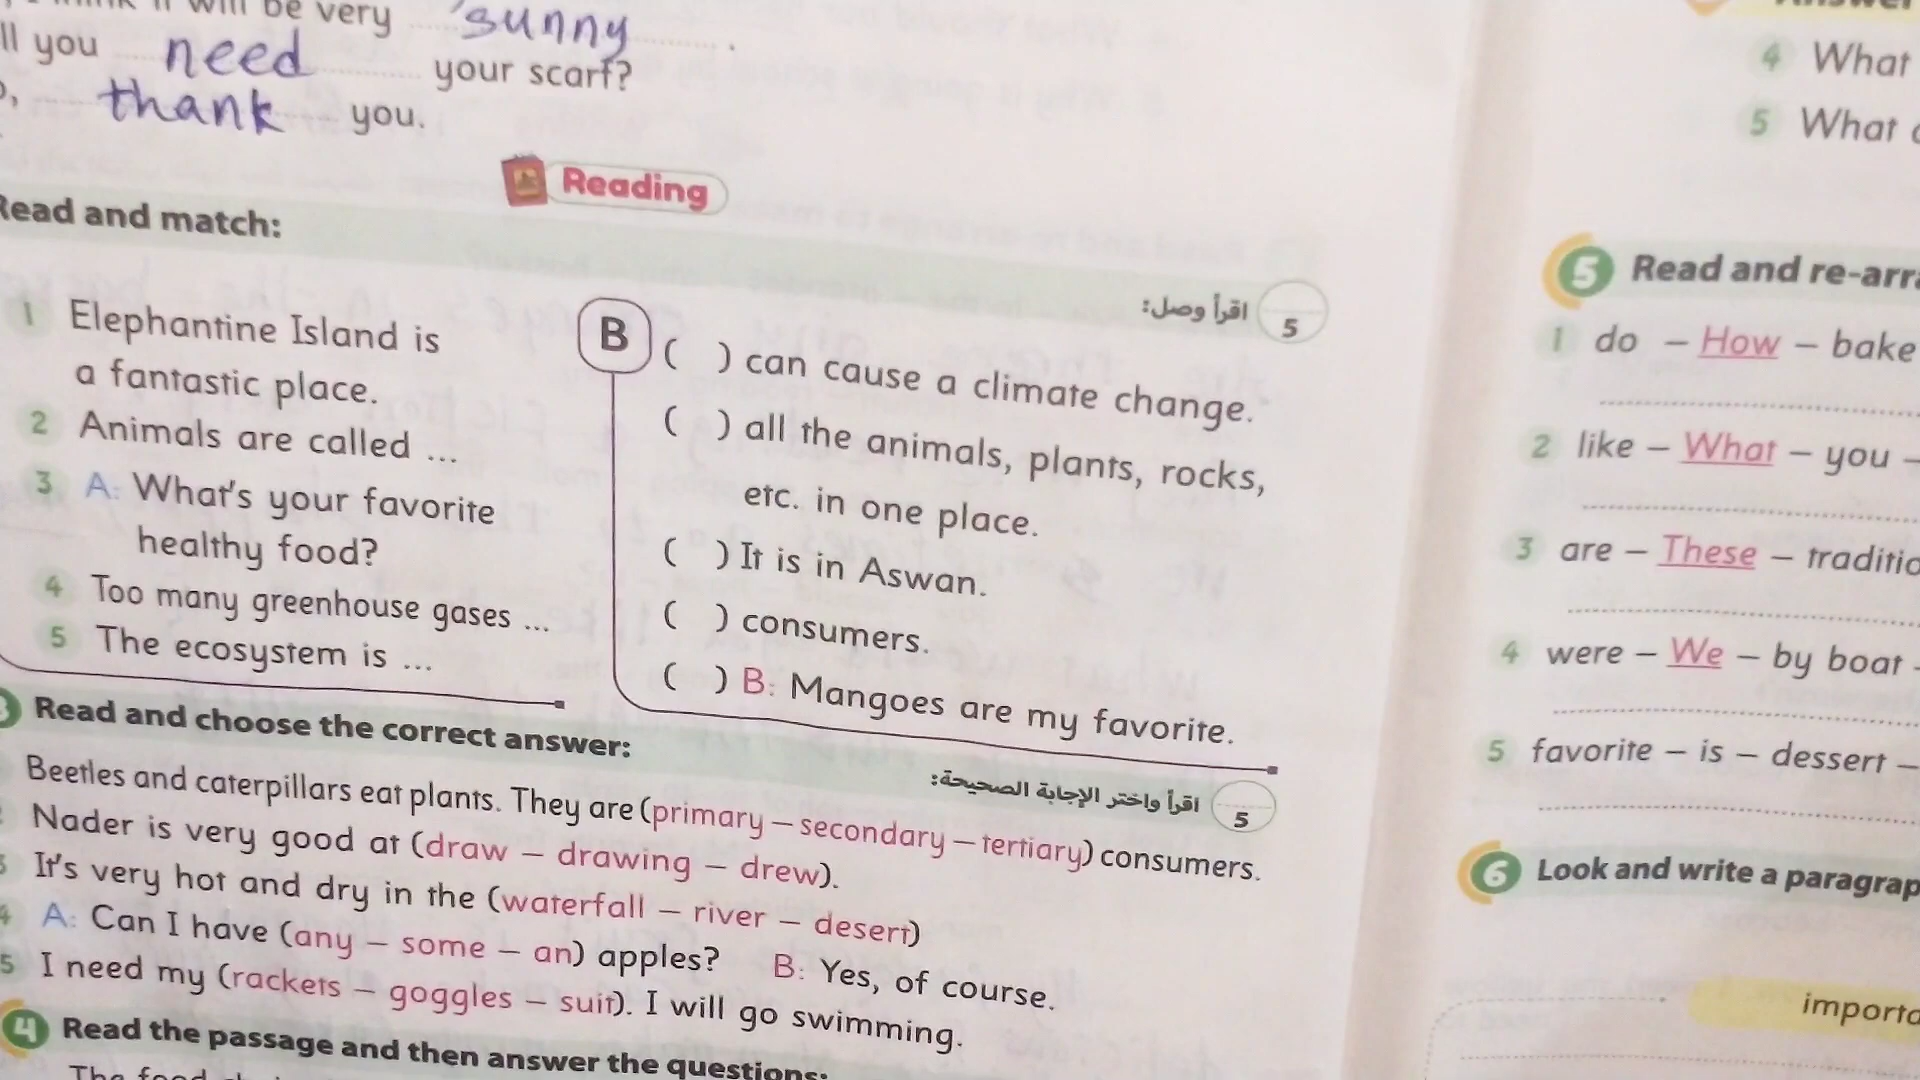 will be very sunny .
ll you need your scarf?
thank you.
Reading
Read and match:
اقرأ وصل:
5
1 Elephantine Island is
a fantastic place.
2 Animals are called ...
3 A: What's your favorite
healthy food?
4 Too many greenhouse gases ...
5 The ecosystem is ...
B
( ) can cause a climate change.
( ) all the animals, plants, rocks,
etc. in one place.
( ) It is in Aswan.
( ) consumers.
( ) B: Mangoes are my favorite.
Read and choose the correct answer:
اقرأ واختر الإجابة الصحيحة:
5
Beetles and caterpillars eat plants. They are (primary – secondary – tertiary) consumers.
Nader is very good at (draw – drawing – drew).
It's very hot and dry in the (waterfall – river – desert)
4 A: Can I have (any – some – an) apples? B: Yes, of course.
5 I need my (rackets – goggles – suit). I will go swimming.
4 Read the passage and then answer the questions:
The food
4 What
5 What
5 Read and re-arra
1 do – How – bake
2 like – What – you –
3 are – These – traditio
4 were – We – by boat –
5 favorite – is – dessert –
6 Look and write a paragrap
importa